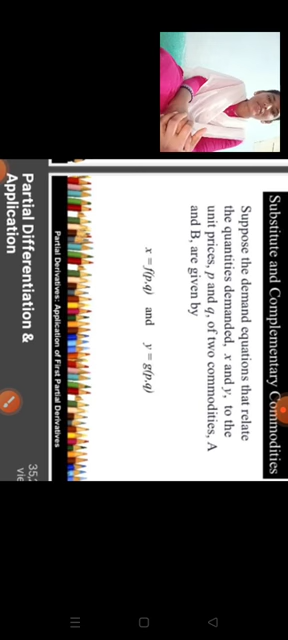 Substitute and Complementary Commodities
Suppose the demand equations that relate
the quantities demanded, x and y, to the
unit prices, p and q, of two commodities, A
and B, are given by
x = f(p,q) and y = g(p,q)
Partial Derivatives: Application of First Partial Derivatives
Partial Differentiation &
Application